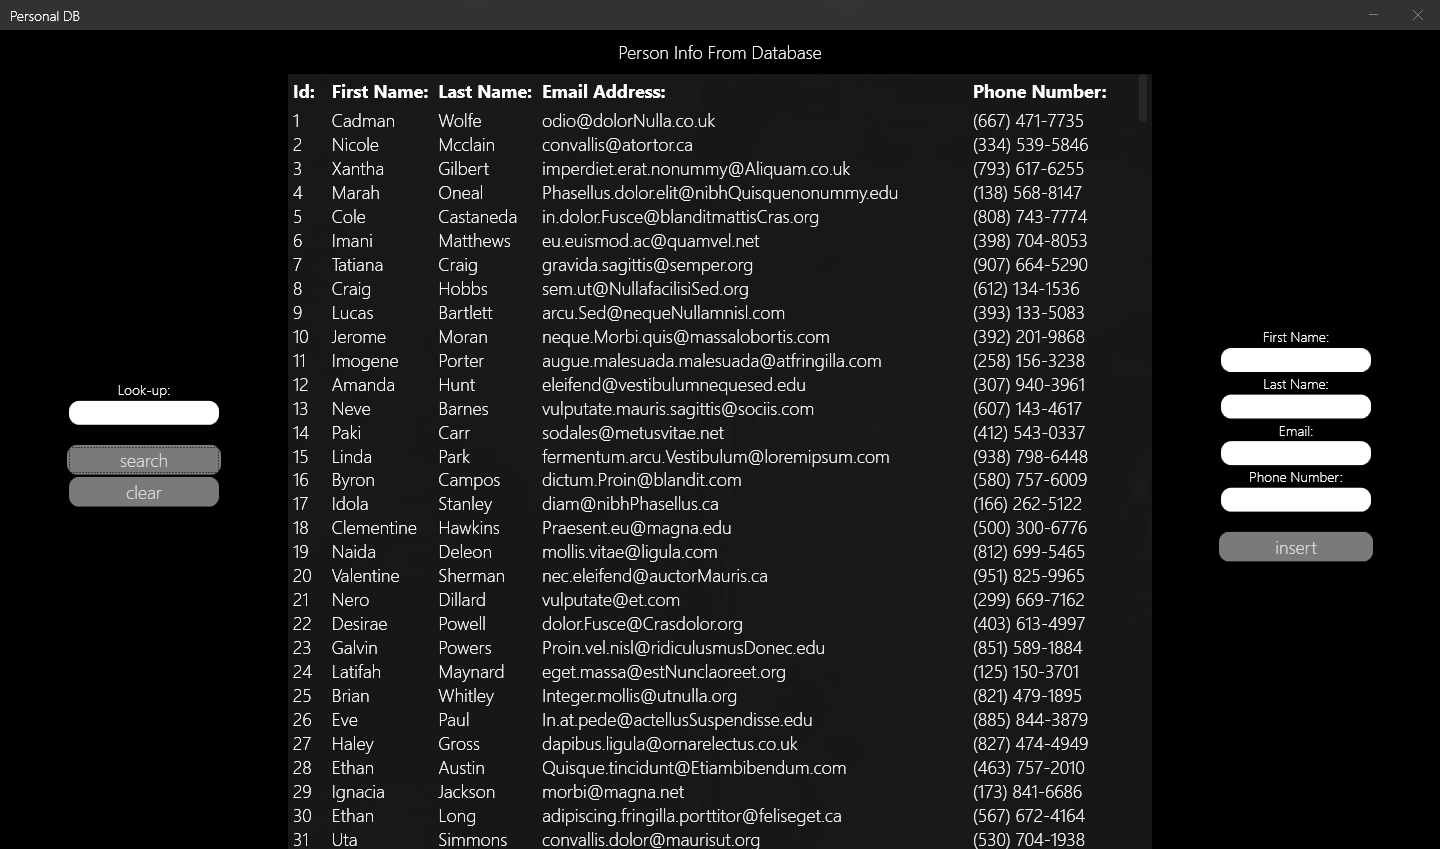 Personal DB
Person Info From Database
Id: First Name: Last Name: Email Address: Phone Number:
1 Cadman Wolfe odio@dolorNulla.co.uk (667) 471-7735
2 Nicole Mcclain convallis@atortor.ca (334) 539-5846
3 Xantha Gilbert imperdiet.erat.nonummy@Aliquam.co.uk (793) 617-6255
4 Marah Oneal Phasellus.dolor.elit@nibhQuisquenonummy.edu (138) 568-8147
5 Cole Castaneda in.dolor.Fusce@blanditmattisCras.org (808) 743-7774
6 Imani Matthews eu.euismod.ac@quamvel.net (398) 704-8053
7 Tatiana Craig gravida.sagittis@semper.org (907) 664-5290
8 Craig Hobbs sem.ut@NullafacilisiSed.org (612) 134-1536
9 Lucas Bartlett arcu.Sed@nequeNullamnisl.com (393) 133-5083
10 Jerome Moran neque.Morbi.quis@massalobortis.com (392) 201-9868
11 Imogene Porter augue.malesuada.malesuada@atfringilla.com (258) 156-3238
12 Amanda Hunt eleifend@vestibulumnequesed.edu (307) 940-3961
13 Neve Barnes vulputate.mauris.sagittis@sociis.com (607) 143-4617
14 Paki Carr sodales@metusvitae.net (412) 543-0337
15 Linda Park fermentum.arcu.Vestibulum@loremipsum.com (938) 798-6448
16 Byron Campos dictum.Proin@blandit.com (580) 757-6009
17 Idola Stanley diam@nibhPhasellus.ca (166) 262-5122
18 Clementine Hawkins Praesent.eu@magna.edu (500) 300-6776
19 Naida Deleon mollis.vitae@ligula.com (812) 699-5465
20 Valentine Sherman nec.eleifend@auctorMauris.ca (951) 825-9965
21 Nero Dillard vulputate@et.com (299) 669-7162
22 Desirae Powell dolor.Fusce@Crasdolor.org (403) 613-4997
23 Galvin Powers Proin.vel.nisl@ridiculusmusDonec.edu (851) 589-1884
24 Latifah Maynard eget.massa@estNunclaoreet.org (125) 150-3701
25 Brian Whitley Integer.mollis@utnulla.org (821) 479-1895
26 Eve Paul In.at.pede@actellusSuspendisse.edu (885) 844-3879
27 Haley Gross dapibus.ligula@ornarelectus.co.uk (827) 474-4949
28 Ethan Austin Quisque.tincidunt@Etiambibendum.com (463) 757-2010
29 Ignacia Jackson morbi@magna.net (173) 841-6686
30 Ethan Long adipiscing.fringilla.porttitor@feliseget.ca (567) 672-4164
31 Uta Simmons convallis.dolor@maurisut.org (530) 704-1938
Look-up:
search
clear
First Name:
Last Name:
Email:
Phone Number:
insert